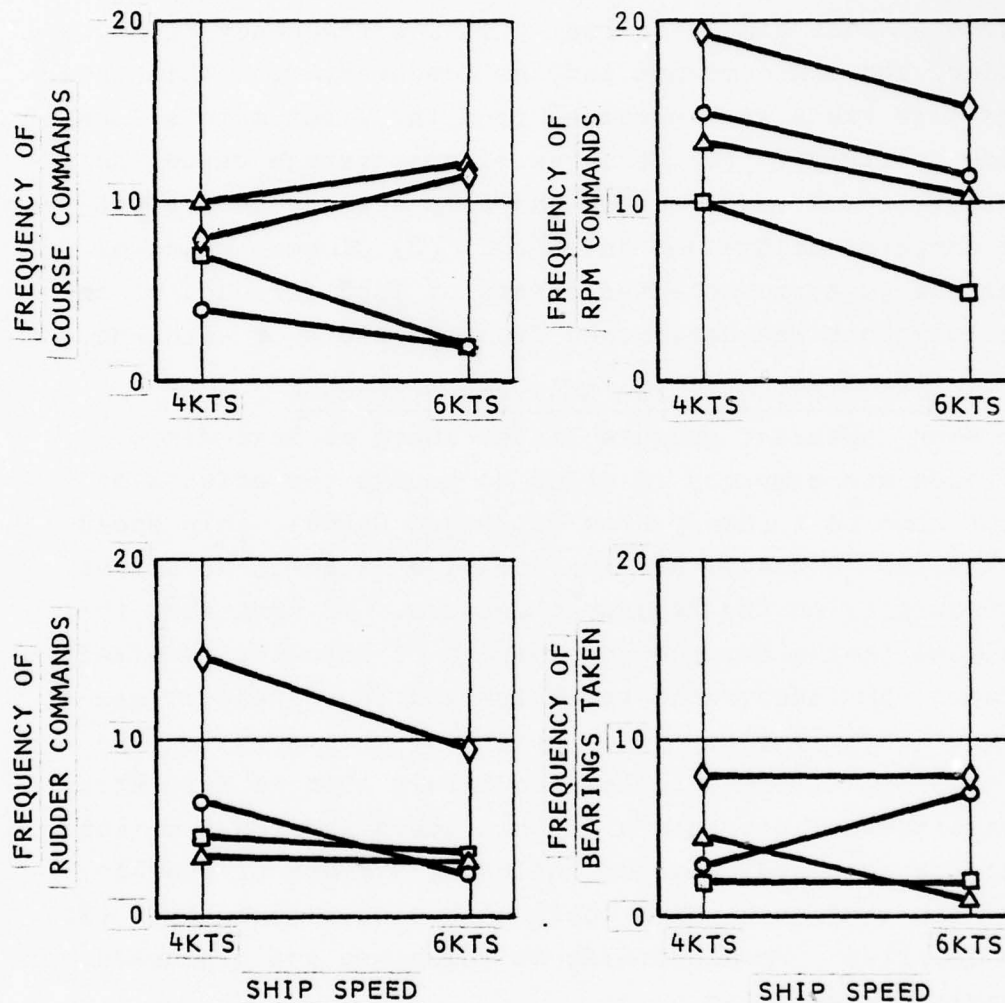 20
10
0
FREQUENCY OF
COURSE COMMANDS
4KTS
6KTS
20
10
0
FREQUENCY OF
RPM COMMANDS
4KTS
6KTS
20
10
0
FREQUENCY OF
RUDDER COMMANDS
4KTS
6KTS
SHIP SPEED
20
10
0
FREQUENCY OF
BEARINGS TAKEN
4KTS
6KTS
SHIP SPEED